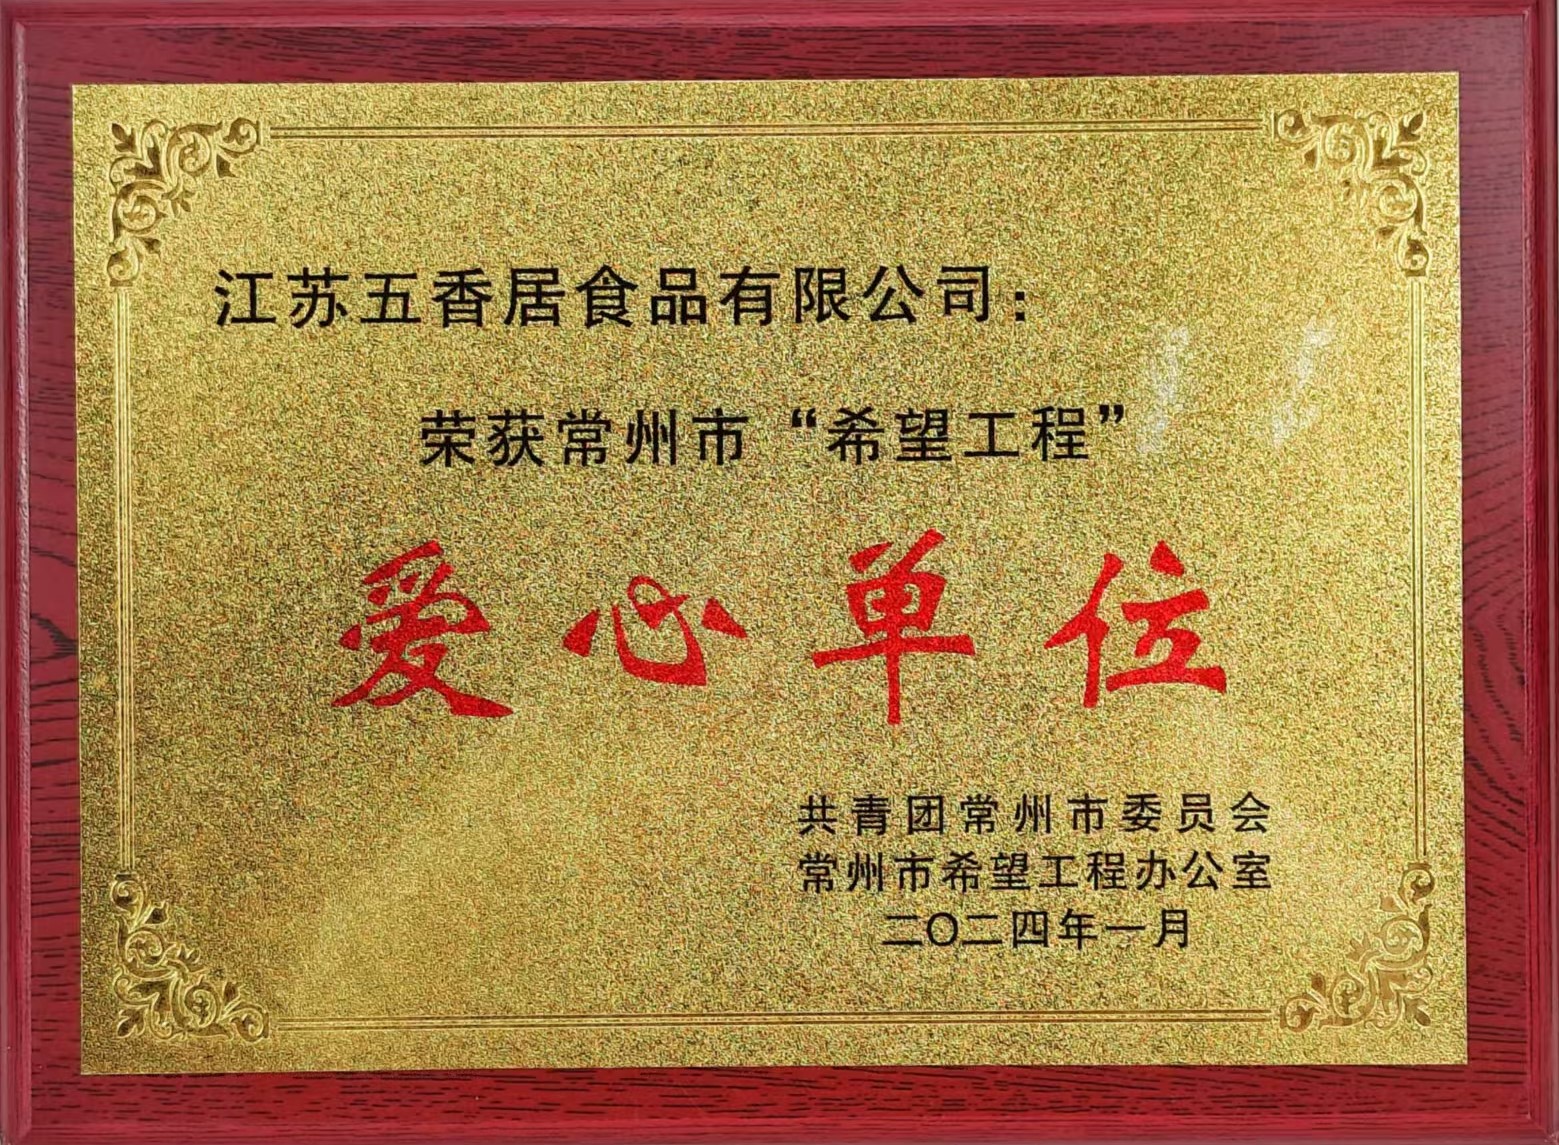 江苏五香居食品有限公司：
荣获常州市“希望工程”
爱心单位
共青团常州市委员会
常州市希望工程办公室
二〇二四年一月